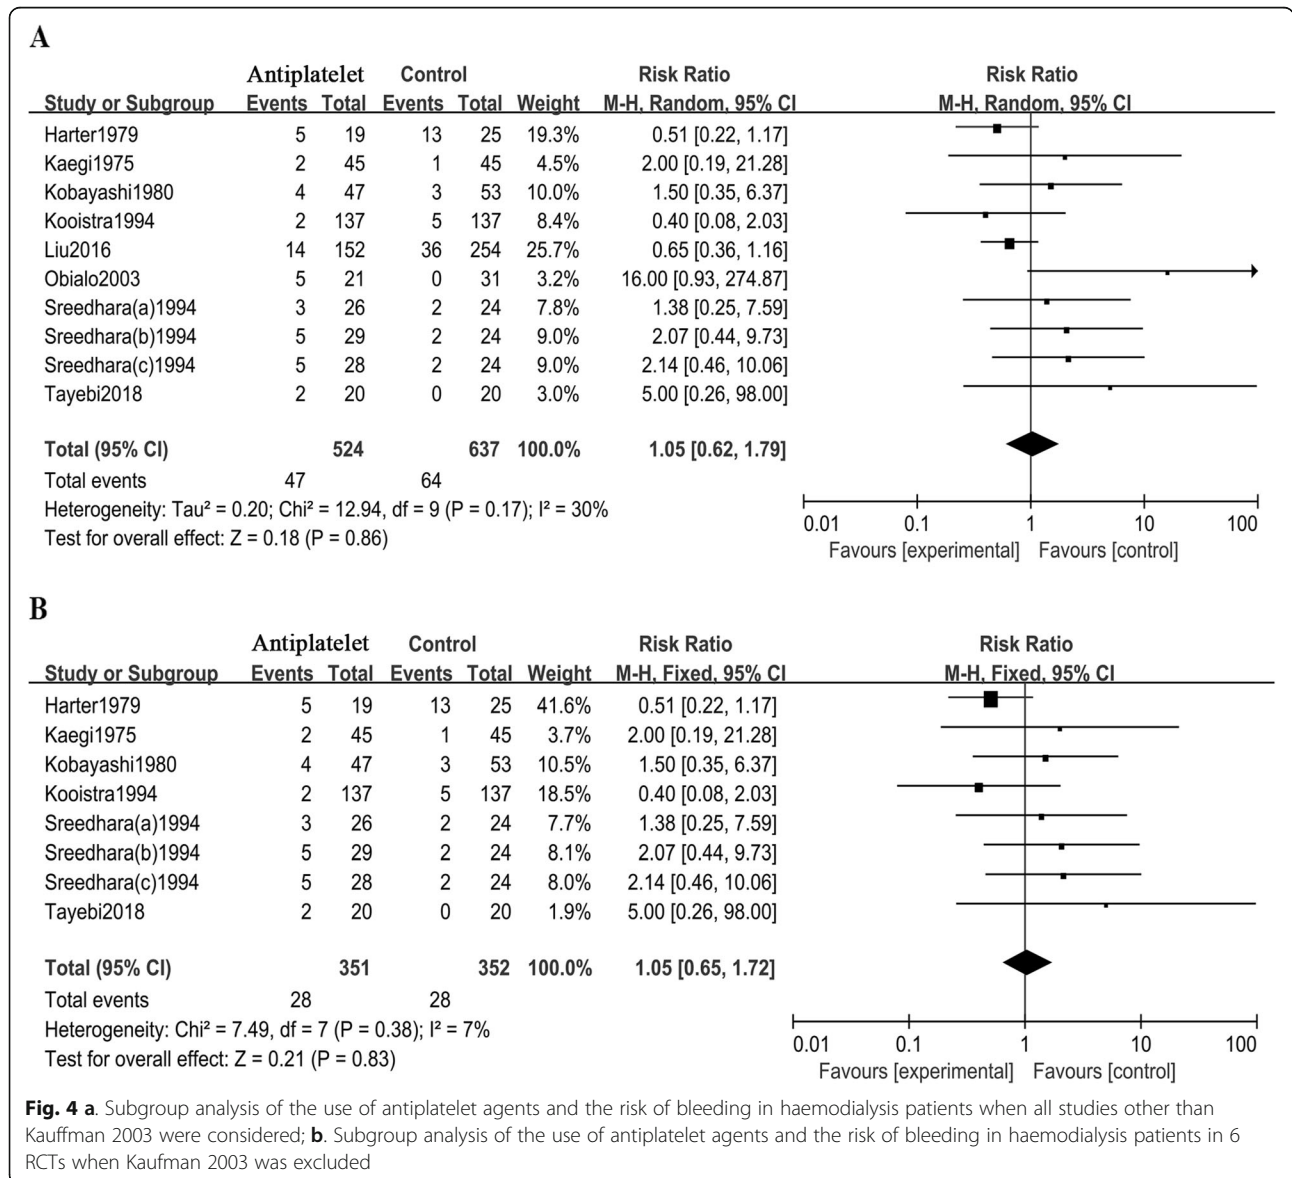 A
Antiplatelet Control Risk Ratio Risk Ratio
Study or Subgroup Events Total Events Total Weight M-H, Random, 95% CI M-H, Random, 95% CI
Harter1979 5 19 13 25 19.3% 0.51 [0.22, 1.17]
Kaegi1975 2 45 1 45 4.5% 2.00 [0.19, 21.28]
Kobayashi1980 4 47 3 53 10.0% 1.50 [0.35, 6.37]
Kooistra1994 2 137 5 137 8.4% 0.40 [0.08, 2.03]
Liu2016 14 152 36 254 25.7% 0.65 [0.36, 1.16]
Obialo2003 5 21 0 31 3.2% 16.00 [0.93, 274.87]
Sreedhara(a)1994 3 26 2 24 7.8% 1.38 [0.25, 7.59]
Sreedhara(b)1994 5 29 2 24 9.0% 2.07 [0.44, 9.73]
Sreedhara(c)1994 5 28 2 24 9.0% 2.14 [0.46, 10.06]
Tayebi2018 2 20 0 20 3.0% 5.00 [0.26, 98.00]
Total (95% CI) 524 637 100.0% 1.05 [0.62, 1.79]
Total events 47 64
Heterogeneity: Tau² = 0.20; Chi² = 12.94, df = 9 (P = 0.17); I² = 30%
Test for overall effect: Z = 0.18 (P = 0.86)
0.01 0.1 1 10 100
Favours [experimental] Favours [control]
B
Antiplatelet Control Risk Ratio Risk Ratio
Study or Subgroup Events Total Events Total Weight M-H, Fixed, 95% CI M-H, Fixed, 95% CI
Harter1979 5 19 13 25 41.6% 0.51 [0.22, 1.17]
Kaegi1975 2 45 1 45 3.7% 2.00 [0.19, 21.28]
Kobayashi1980 4 47 3 53 10.5% 1.50 [0.35, 6.37]
Kooistra1994 2 137 5 137 18.5% 0.40 [0.08, 2.03]
Sreedhara(a)1994 3 26 2 24 7.7% 1.38 [0.25, 7.59]
Sreedhara(b)1994 5 29 2 24 8.1% 2.07 [0.44, 9.73]
Sreedhara(c)1994 5 28 2 24 8.0% 2.14 [0.46, 10.06]
Tayebi2018 2 20 0 20 1.9% 5.00 [0.26, 98.00]
Total (95% CI) 351 352 100.0% 1.05 [0.65, 1.72]
Total events 28 28
Heterogeneity: Chi² = 7.49, df = 7 (P = 0.38); I² = 7%
Test for overall effect: Z = 0.21 (P = 0.83)
0.01 0.1 1 10 100
Favours [experimental] Favours [control]
Fig. 4 a. Subgroup analysis of the use of antiplatelet agents and the risk of bleeding in haemodialysis patients when all studies other than
Kauffman 2003 were considered; b. Subgroup analysis of the use of antiplatelet agents and the risk of bleeding in haemodialysis patients in 6
RCTs when Kaufman 2003 was excluded